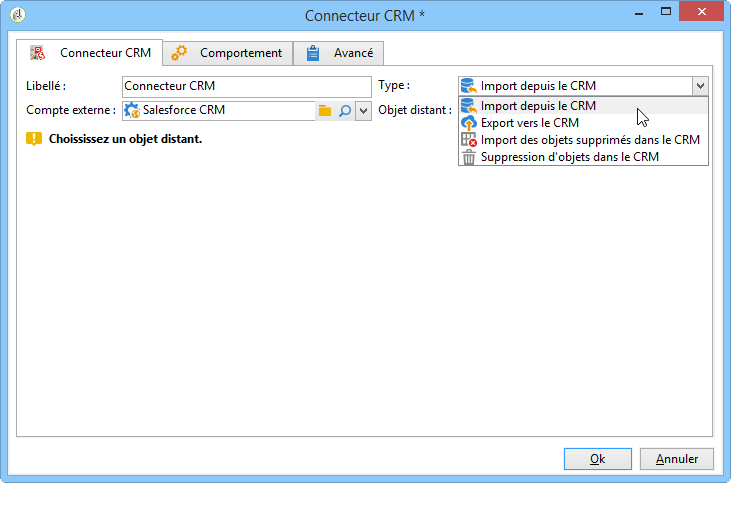 Connecteur CRM *
Connecteur CRM Comportement Avancé
Libellé : Connecteur CRM Type : Import depuis le CRM
Compte externe : Salesforce CRM Objet distant : Import depuis le CRM
Export vers le CRM
Choississez un objet distant. Import des objets supprimés dans le CRM
Suppression d'objets dans le CRM
Ok Annuler